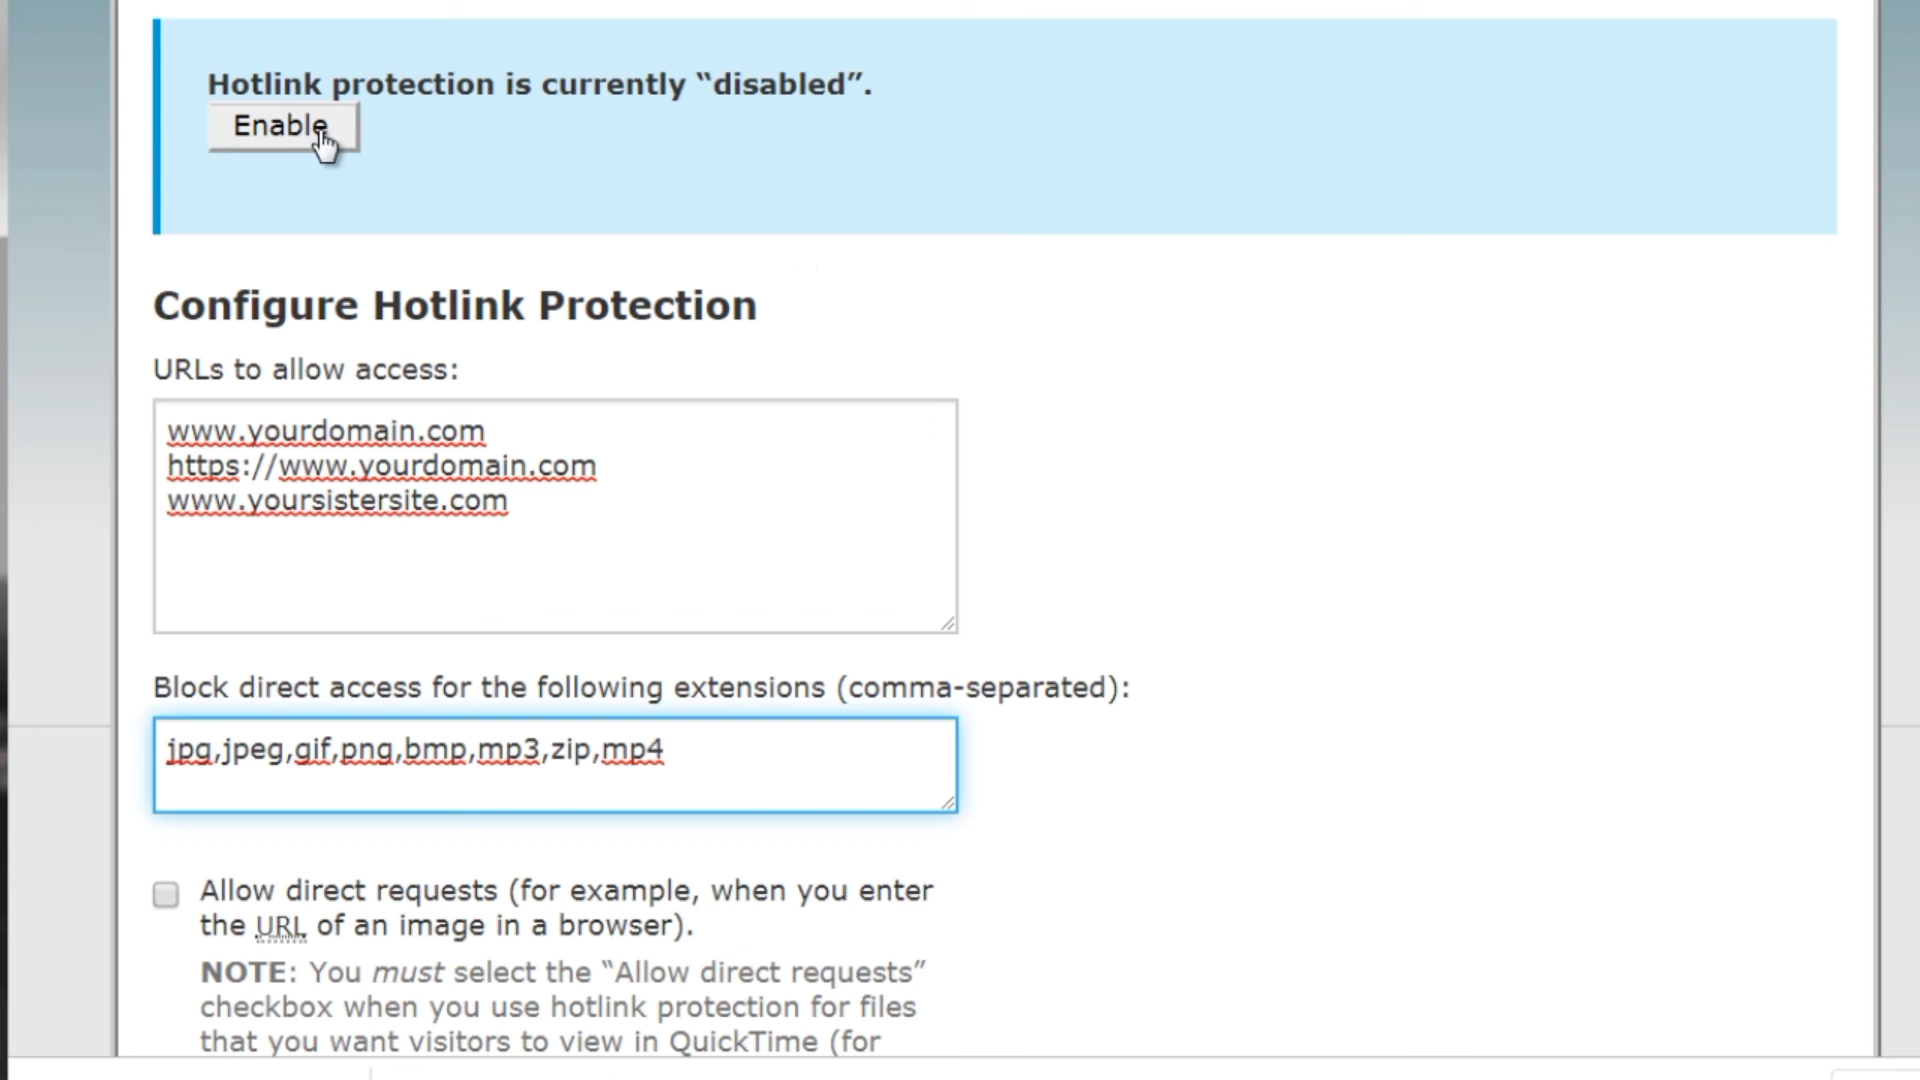 Hotlink protection is currently “disabled”.
Enable
Configure Hotlink Protection
URLs to allow access:
www.yourdomain.com
https://www.yourdomain.com
www.yoursistersite.com
Block direct access for the following extensions (comma-separated):
jpg,jpeg,gif,png,bmp,mp3,zip,mp4
Allow direct requests (for example, when you enter
the URL of an image in a browser).
NOTE: You must select the “Allow direct requests”
checkbox when you use hotlink protection for files
that you want visitors to view in QuickTime (for